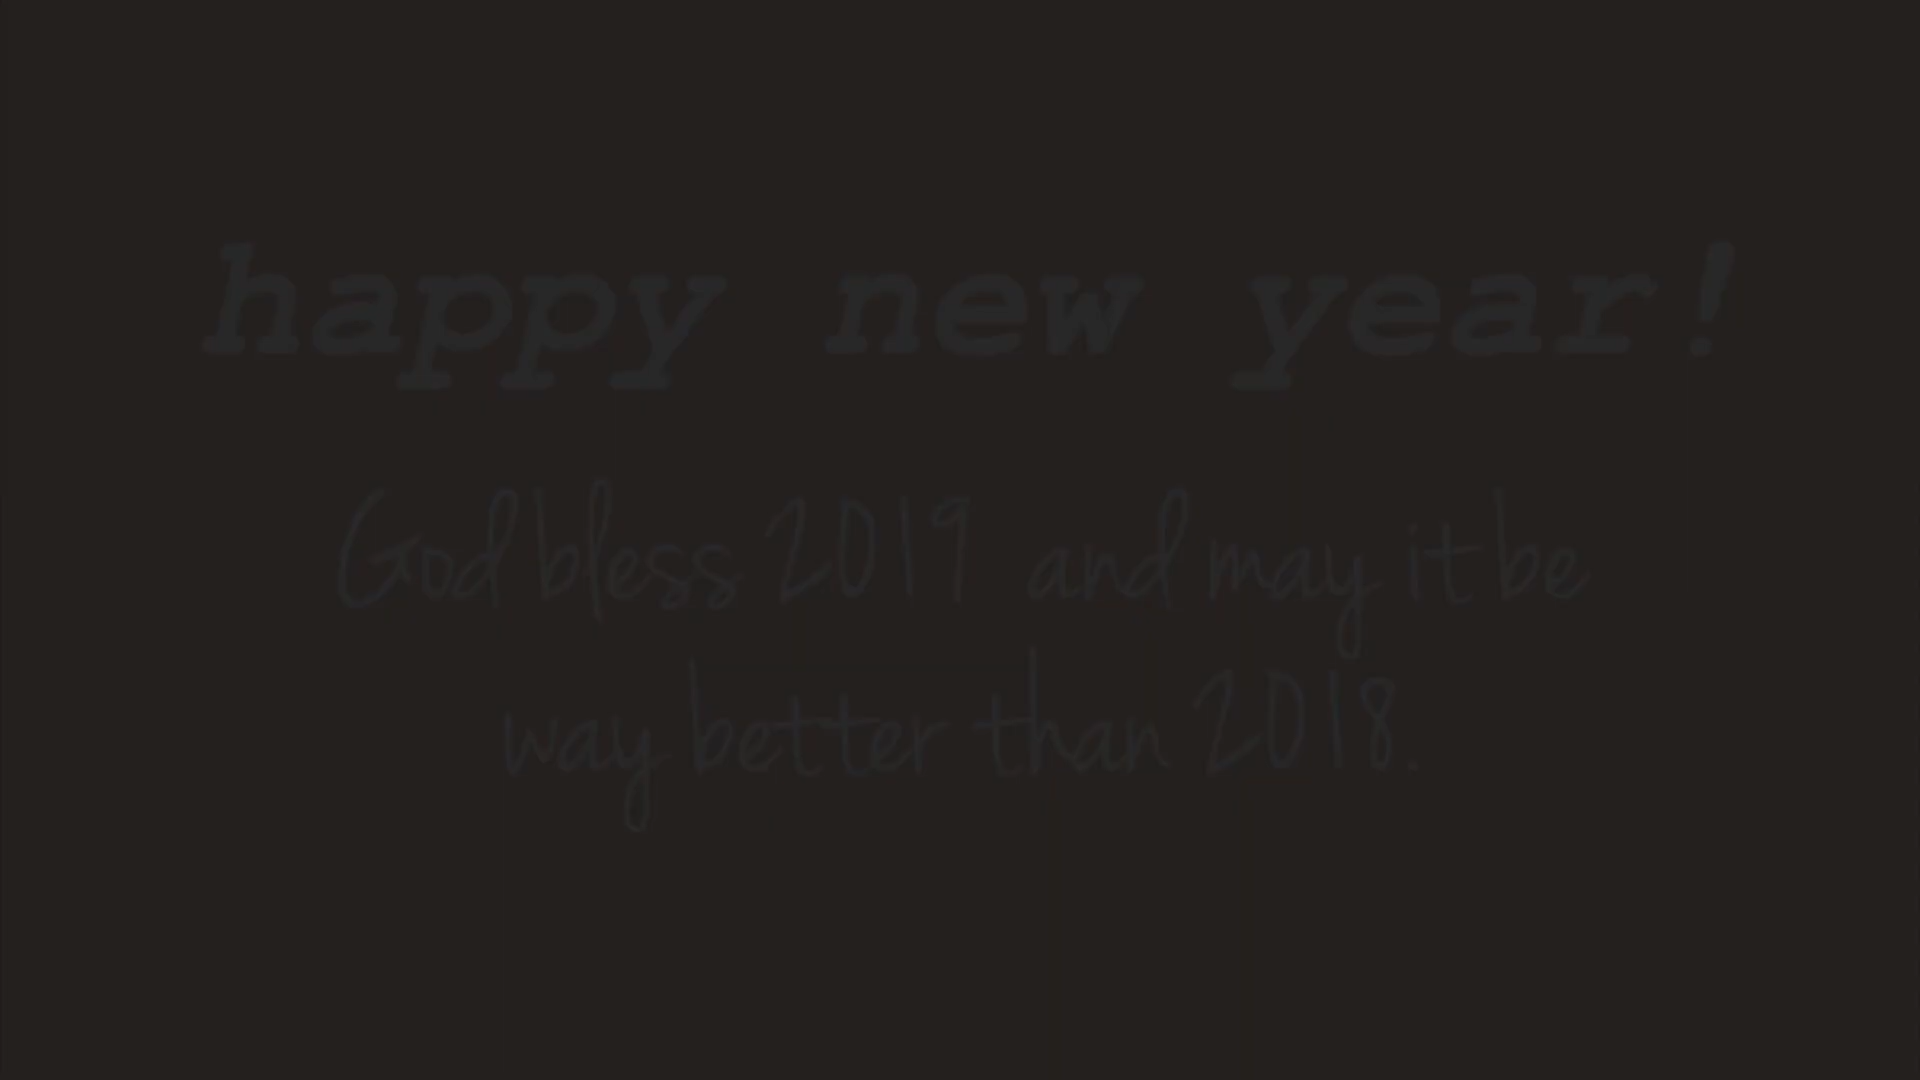 happy new year!
God bless 2019 and may it be
way better than 2018.